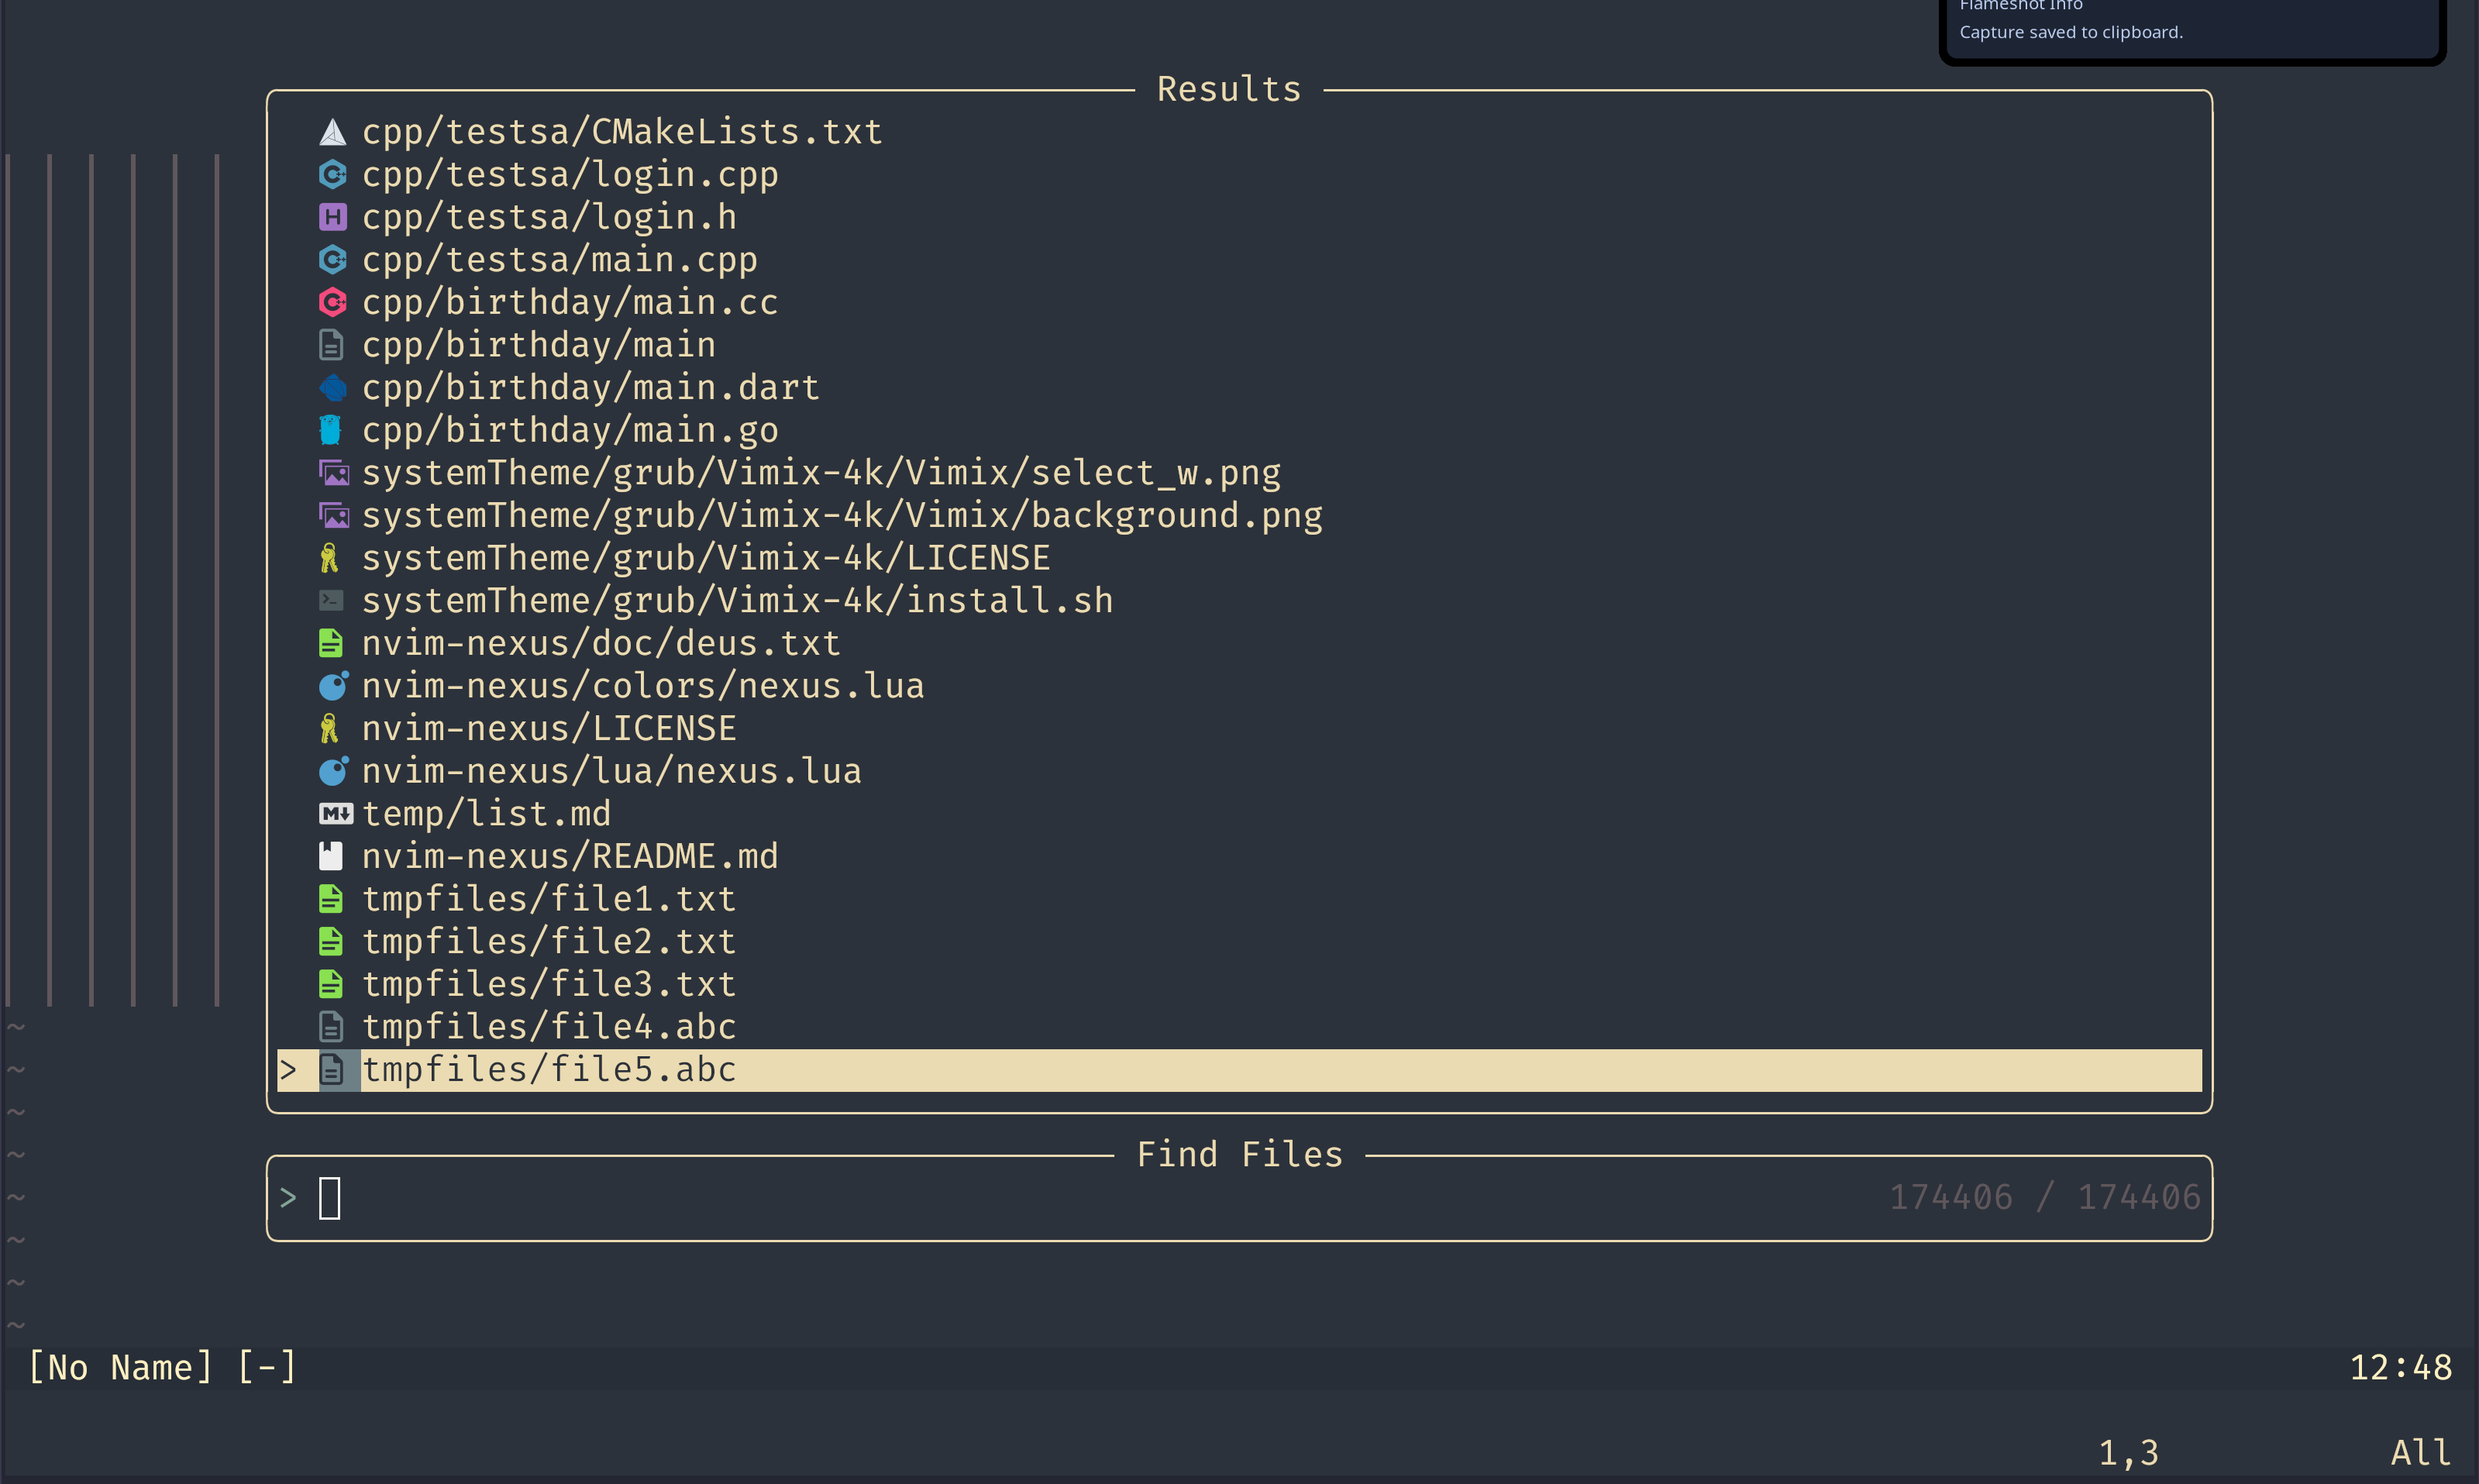 Flameshot Info
Capture saved to clipboard.
Results
cpp/testsa/CMakeLists.txt
cpp/testsa/login.cpp
cpp/testsa/login.h
cpp/testsa/main.cpp
cpp/birthday/main.cc
cpp/birthday/main
cpp/birthday/main.dart
cpp/birthday/main.go
systemTheme/grub/Vimix-4k/Vimix/select_w.png
systemTheme/grub/Vimix-4k/Vimix/background.png
systemTheme/grub/Vimix-4k/LICENSE
systemTheme/grub/Vimix-4k/install.sh
nvim-nexus/doc/deus.txt
nvim-nexus/colors/nexus.lua
nvim-nexus/LICENSE
nvim-nexus/lua/nexus.lua
temp/list.md
nvim-nexus/README.md
tmpfiles/file1.txt
tmpfiles/file2.txt
tmpfiles/file3.txt
~ tmpfiles/file4.abc
~ > tmpfiles/file5.abc
~
~ Find Files
~ > 174406 / 174406
~
~
~
[No Name] [-] 12:48
1,3 All